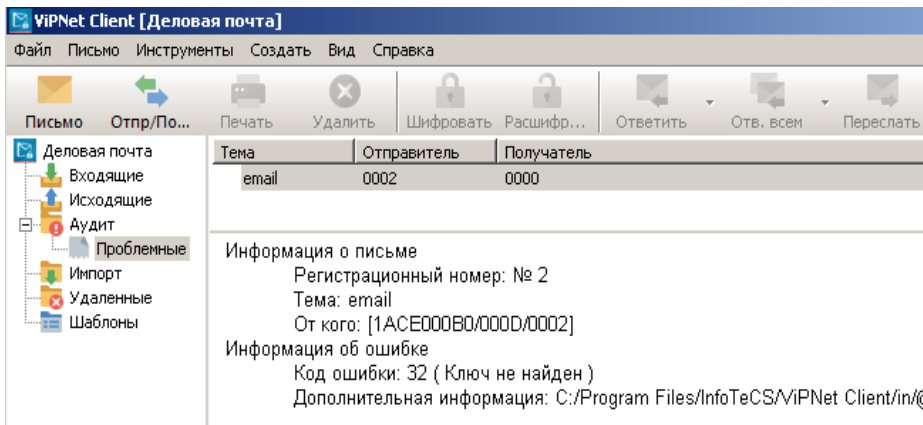 ViPNet Client [Деловая почта]
Файл Письмо Инструменты Создать Вид Справка
Письмо Отпр/По... Печать Удалить Шифровать Расшифр... Ответить Отв. всем Переслать
Деловая почта
Входящие
Исходящие
Аудит
Проблемные
Импорт
Удаленные
Шаблоны
Тема Отправитель Получатель
email 0002 0000
Информация о письме
Регистрационный номер: № 2
Тема: email
От кого: [1ACE000B0/000D/0002]
Информация об ошибке
Код ошибки: 32 ( Ключ не найден )
Дополнительная информация: C:/Program Files/InfoTeCS/ViPNet Client/in/@